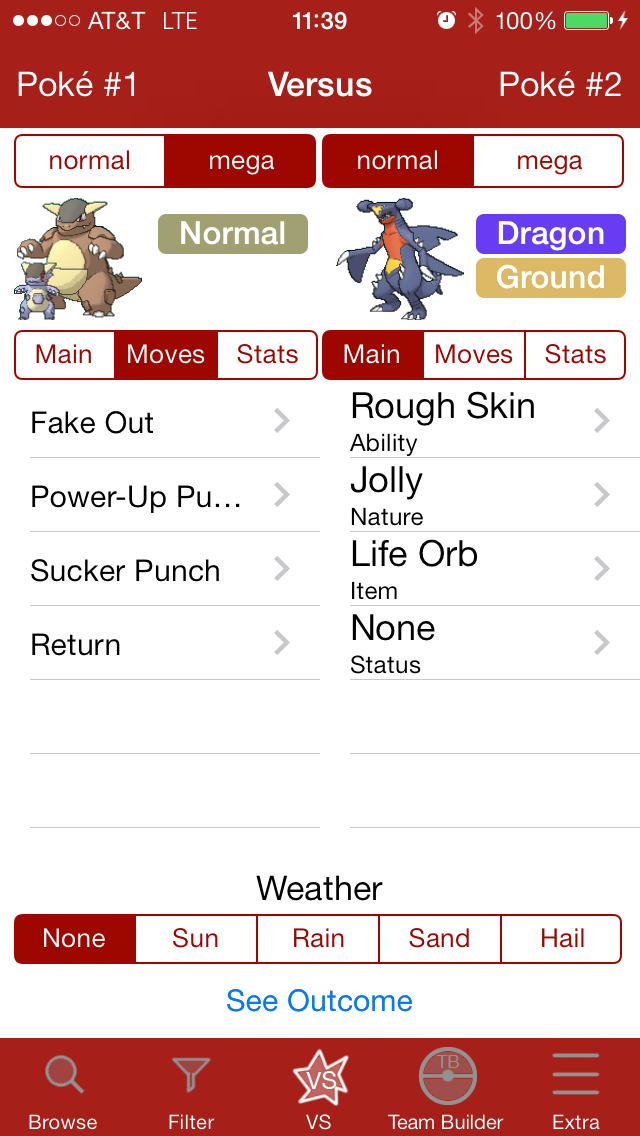 AT&T LTE 11:39 100%
Poké #1 Versus Poké #2
normal mega normal mega
Normal Dragon
Ground
Main Moves Stats Main Moves Stats
Fake Out
Power-Up Pu...
Sucker Punch
Return
Rough Skin
Ability
Jolly
Nature
Life Orb
Item
None
Status
Weather
None Sun Rain Sand Hail
See Outcome
VS TB
Browse Filter VS Team Builder Extra